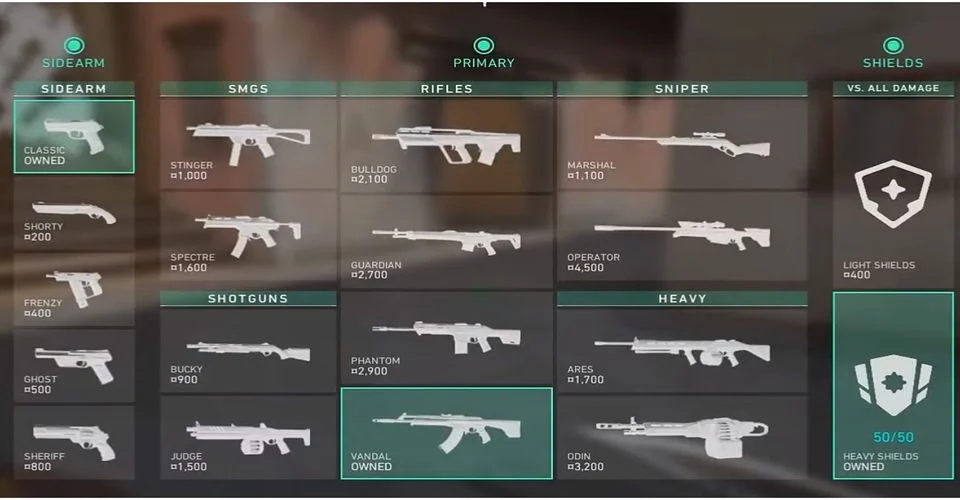 SIDEARM
PRIMARY
SHIELDS
SIDEARM
SMGS
RIFLES
SNIPER
VS. ALL DAMAGE
CLASSIC
OWNED
SHORTY
¤200
FRENZY
¤400
GHOST
¤500
SHERIFF
¤800
STINGER
¤1,000
SPECTRE
¤1,600
SHOTGUNS
BUCKY
¤900
JUDGE
¤1,500
BULLDOG
¤2,100
GUARDIAN
¤2,700
PHANTOM
¤2,900
VANDAL
OWNED
MARSHAL
¤1,100
OPERATOR
¤4,500
HEAVY
ARES
¤1,700
ODIN
¤3,200
LIGHT SHIELDS
¤400
50/50
HEAVY SHIELDS
OWNED